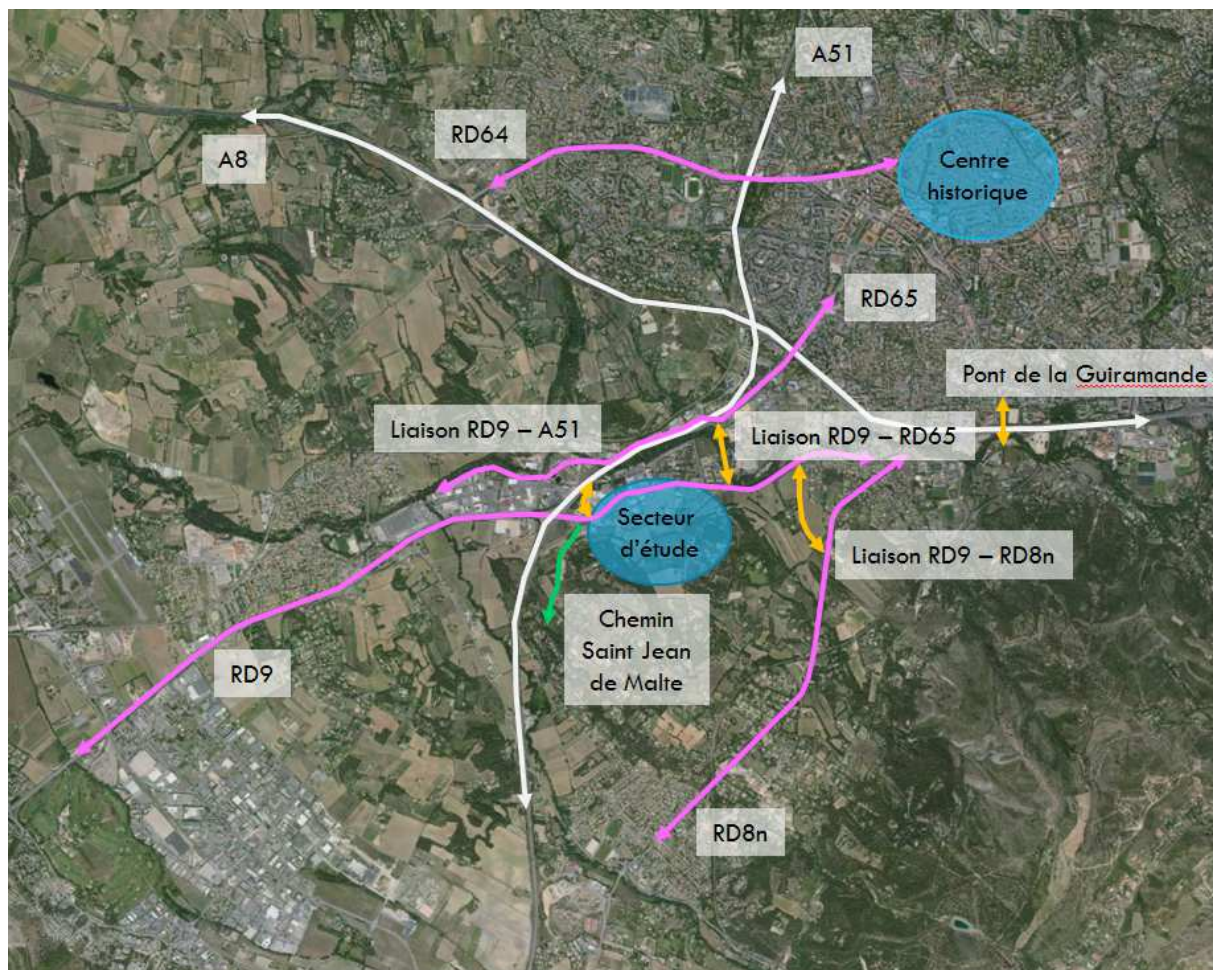 A51
RD64
A8
Centre
historique
RD65
Pont de la Guiramande
Liaison RD9 – A51
Liaison RD9 – RD65
Secteur
d'étude
Liaison RD9 – RD8n
Chemin
Saint Jean
de Malte
RD9
RD8n